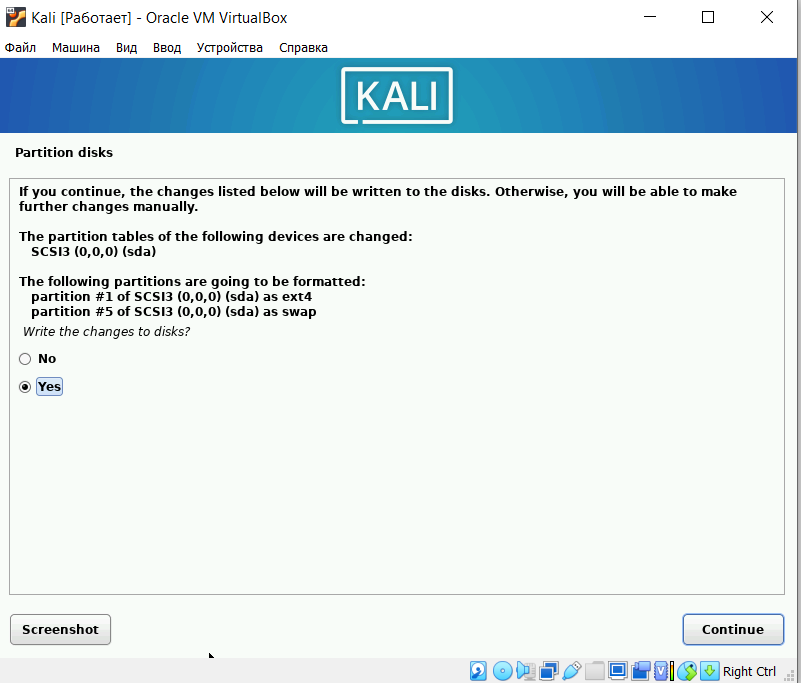 Kali [Работает] - Oracle VM VirtualBox
Файл Машина Вид Ввод Устройства Справка
KALI
Partition disks
If you continue, the changes listed below will be written to the disks. Otherwise, you will be able to make
further changes manually.
The partition tables of the following devices are changed:
SCSI3 (0,0,0) (sda)
The following partitions are going to be formatted:
partition #1 of SCSI3 (0,0,0) (sda) as ext4
partition #5 of SCSI3 (0,0,0) (sda) as swap
Write the changes to disks?
No
Yes
Screenshot Continue
Right Ctrl